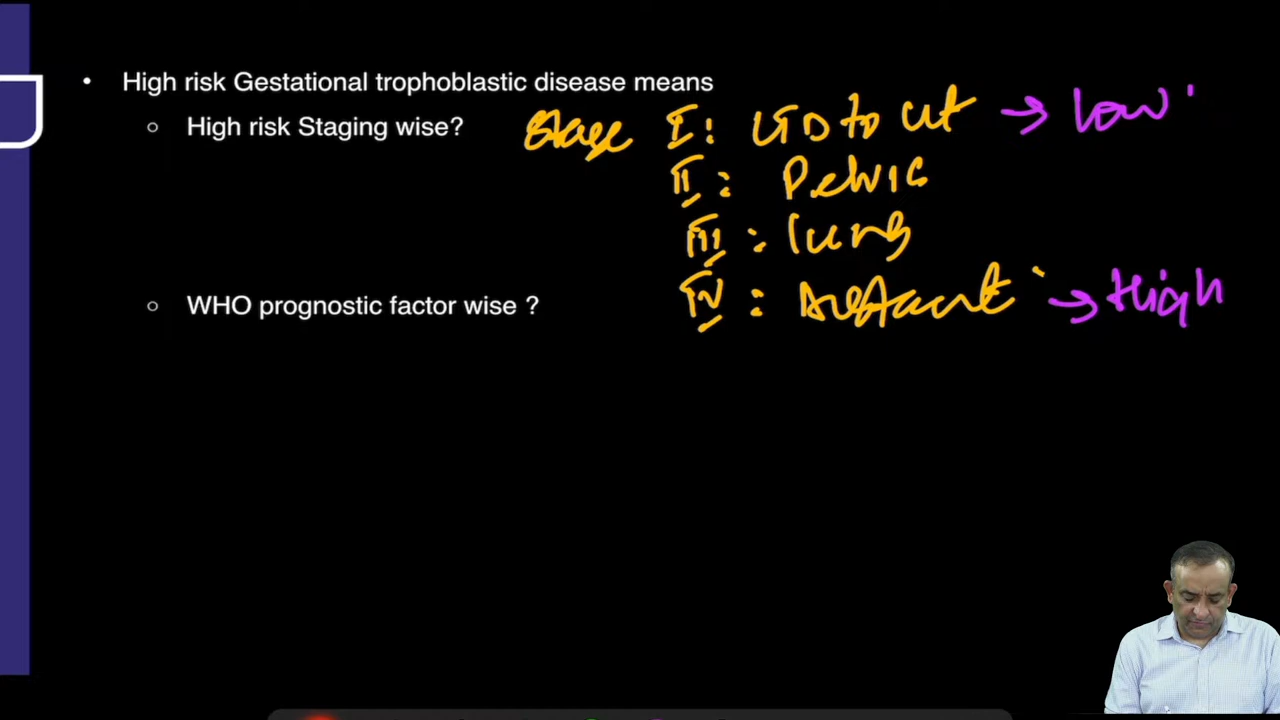 • High risk Gestational trophoblastic disease means
○ High risk Staging wise? Stage I: GTD to ut → low
II: Pelvic
III: lung
IV: distant → High
○ WHO prognostic factor wise ?